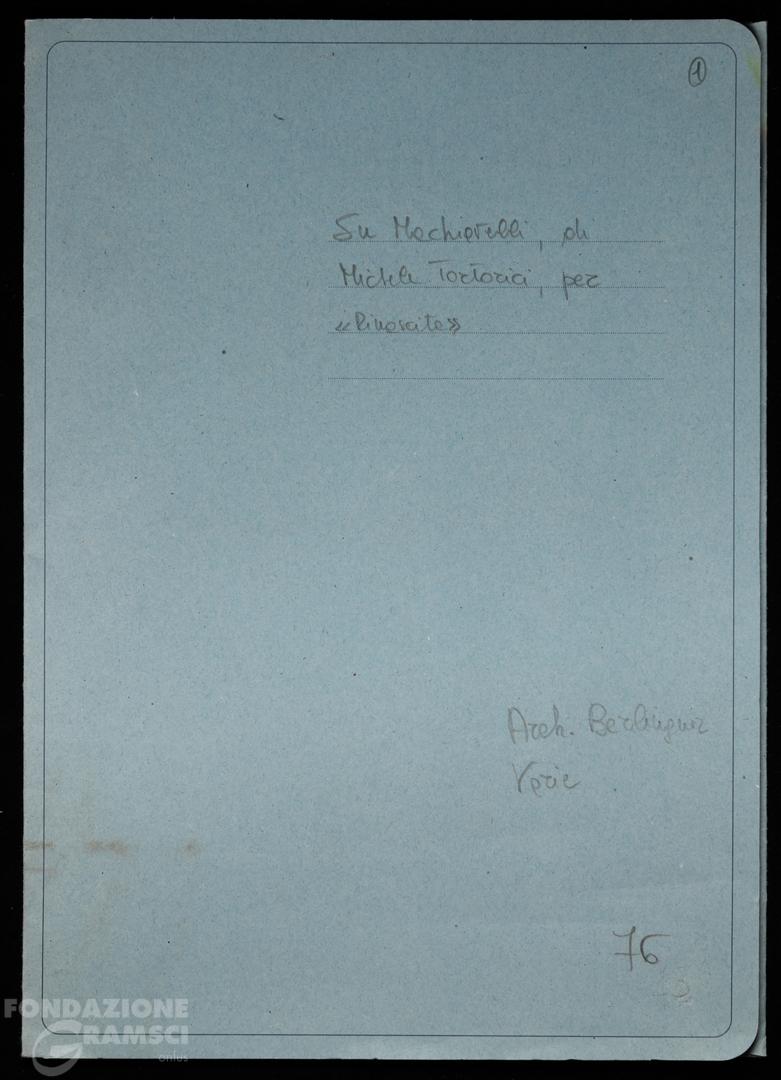 1
Su Machiavelli, di
Michele Tortorici, per
«Rinascita»
Arch. Berlinguer
Varie
76
FONDAZIONE
GRAMSCI
onlus